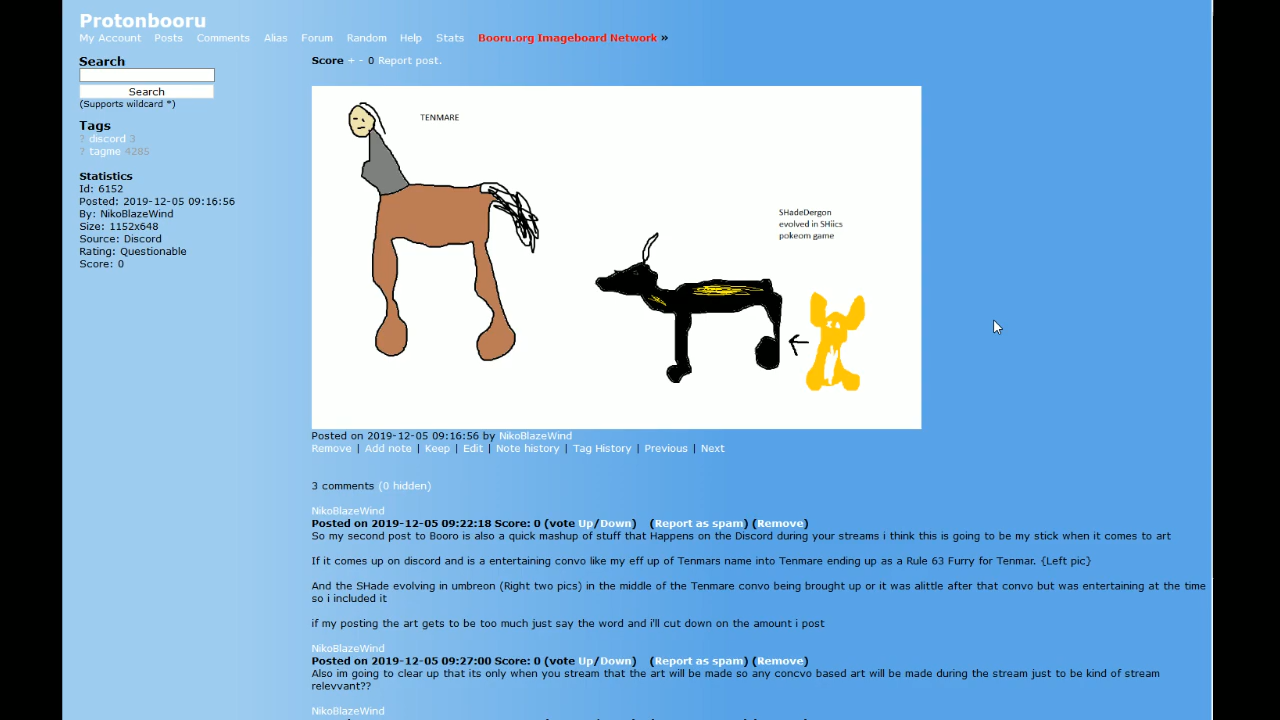 Protonbooru
My Account Posts Comments Alias Forum Random Help Stats Booru.org Imageboard Network »
Search
Search
(Supports wildcard *)
Tags
? discord 3
? tagme 4285
Statistics
Id: 6152
Posted: 2019-12-05 09:16:56
By: NikoBlazeWind
Size: 1152x648
Source: Discord
Rating: Questionable
Score: 0
Score + - 0 Report post.
TENMARE
SHadeDergon
evolved in SHiics
pokeom game
Posted on 2019-12-05 09:16:56 by NikoBlazeWind
Remove | Add note | Keep | Edit | Note history | Tag History | Previous | Next
3 comments (0 hidden)
NikoBlazeWind
Posted on 2019-12-05 09:22:18 Score: 0 (vote Up/Down) (Report as spam) (Remove)
So my second post to Booro is also a quick mashup of stuff that Happens on the Discord during your streams i think this is going to be my stick when it comes to art
If it comes up on discord and is a entertaining convo like my eff up of Tenmars name into Tenmare ending up as a Rule 63 Furry for Tenmar. {Left pic}
And the SHade evolving in umbreon (Right two pics) in the middle of the Tenmare convo being brought up or it was alittle after that convo but was entertaining at the time
so i included it
if my posting the art gets to be too much just say the word and i'll cut down on the amount i post
NikoBlazeWind
Posted on 2019-12-05 09:27:00 Score: 0 (vote Up/Down) (Report as spam) (Remove)
Also im going to clear up that its only when you stream that the art will be made so any concvo based art will be made during the stream just to be kind of stream
relevvant??
NikoBlazeWind